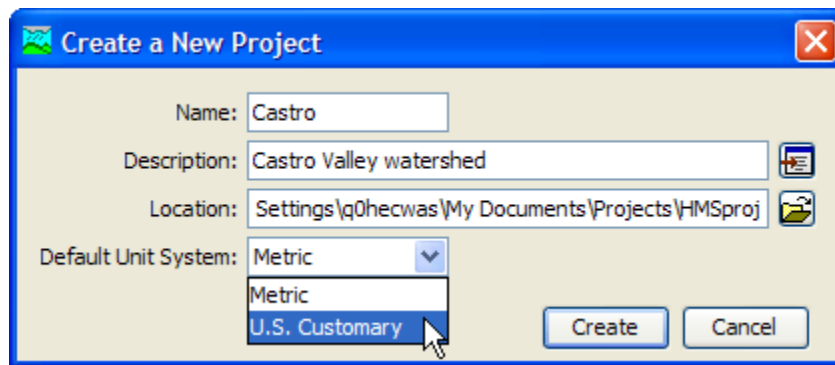 Create a New Project
Name: Castro
Description: Castro Valley watershed
Location: Settings\q0hecwas\My Documents\Projects\HMSproj
Default Unit System: Metric
Metric
U.S. Customary
Create Cancel